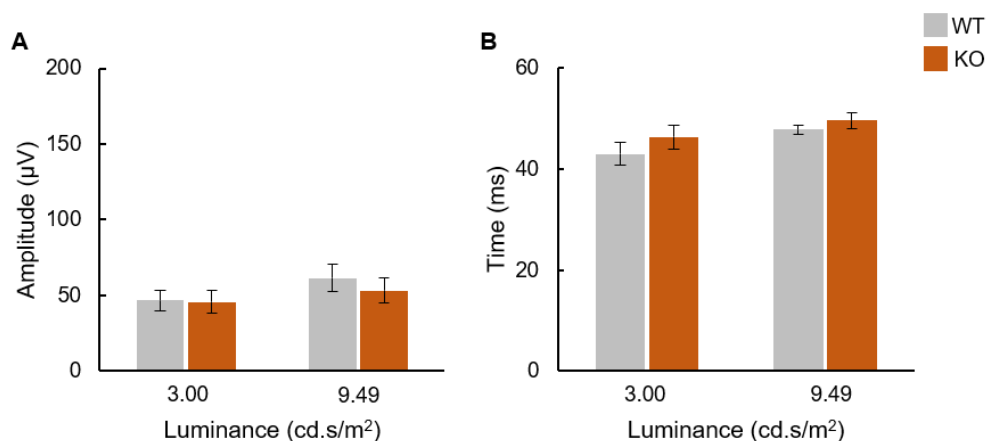 A
200
150
100
50
0
Amplitude (µV)
3.00
9.49
Luminance (cd.s/m²)
B
60
40
20
0
Time (ms)
3.00
9.49
Luminance (cd.s/m²)
WT
KO